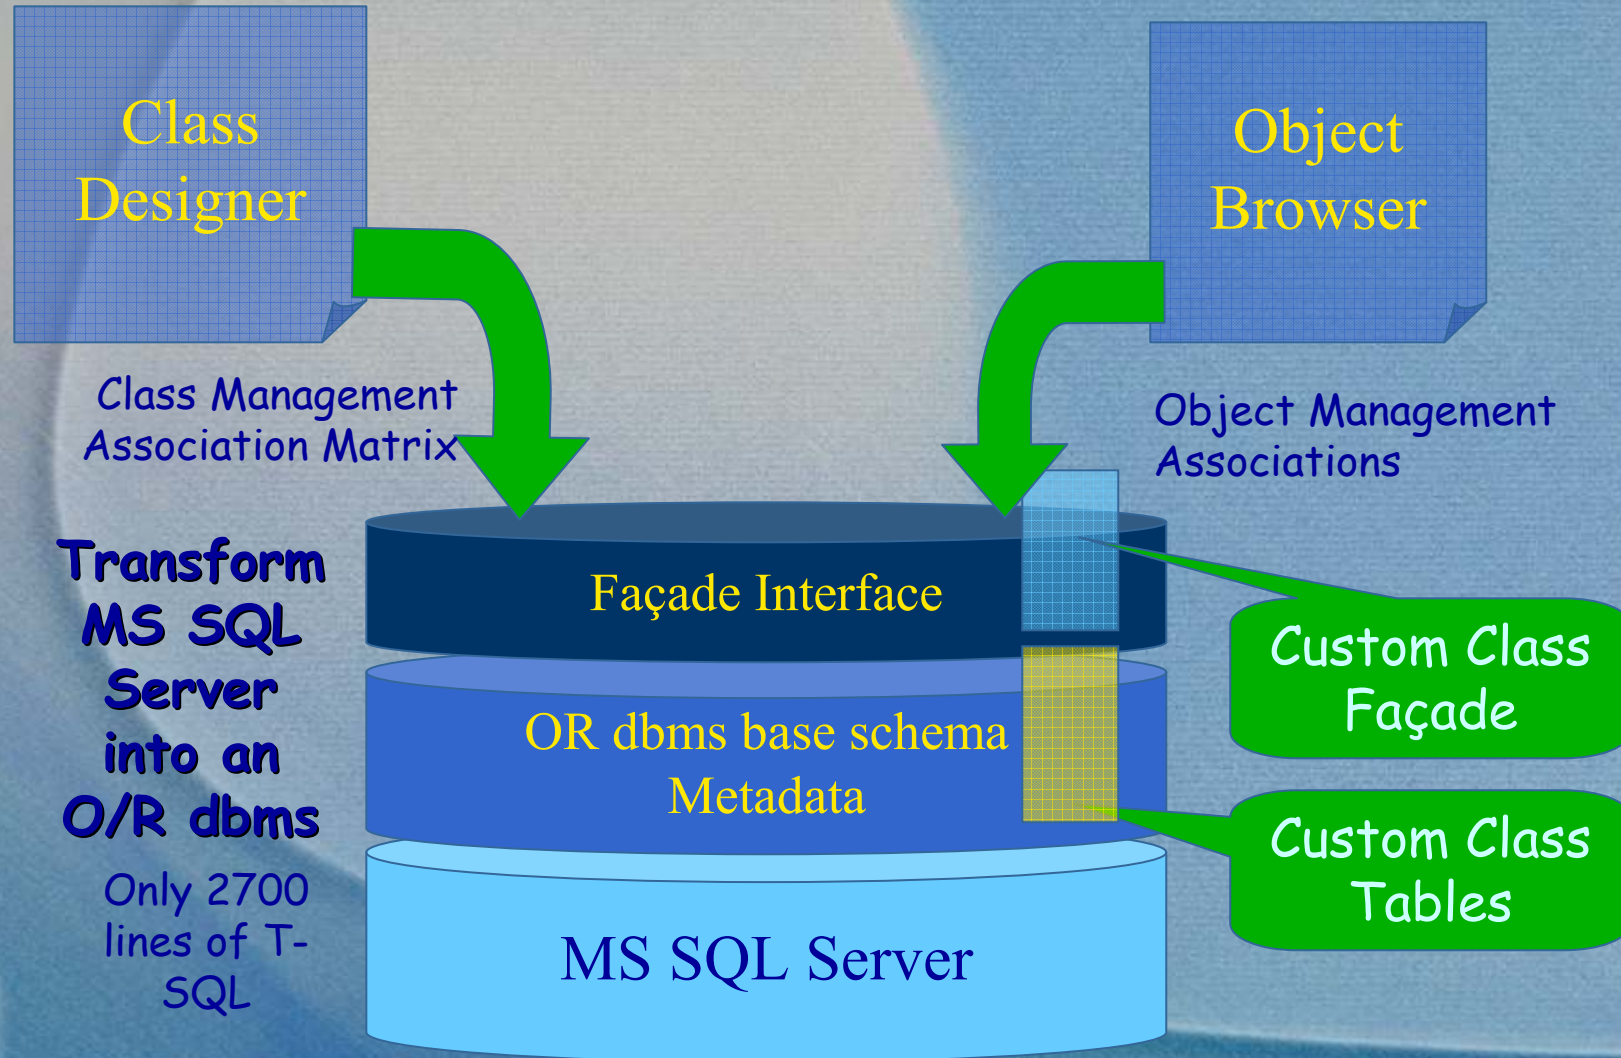 Class
Designer
Object
Browser
Class Management
Association Matrix
Object Management
Associations
Transform
MS SQL
Server
into an
O/R dbms
Only 2700
lines of T-
SQL
Façade Interface
OR dbms base schema
Metadata
MS SQL Server
Custom Class
Façade
Custom Class
Tables